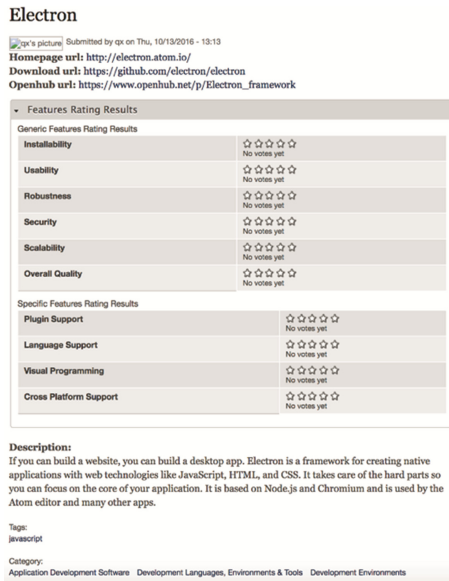 Electron
qx's picture Submitted by qx on Thu, 10/13/2016 - 13:13
Homepage url: http://electron.atom.io/
Download url: https://github.com/electron/electron
Openhub url: https://www.openhub.net/p/Electron_framework
Features Rating Results
Generic Features Rating Results
Installability
No votes yet
Usability
No votes yet
Robustness
No votes yet
Security
No votes yet
Scalability
No votes yet
Overall Quality
No votes yet
Specific Features Rating Results
Plugin Support
No votes yet
Language Support
No votes yet
Visual Programming
No votes yet
Cross Platform Support
No votes yet
Description:
If you can build a website, you can build a desktop app. Electron is a framework for creating native
applications with web technologies like JavaScript, HTML, and CSS. It takes care of the hard parts so
you can focus on the core of your application. It is based on Node.js and Chromium and is used by the
Atom editor and many other apps.
Tags:
javascript
Category:
Application Development Software Development Languages, Environments & Tools Development Environments